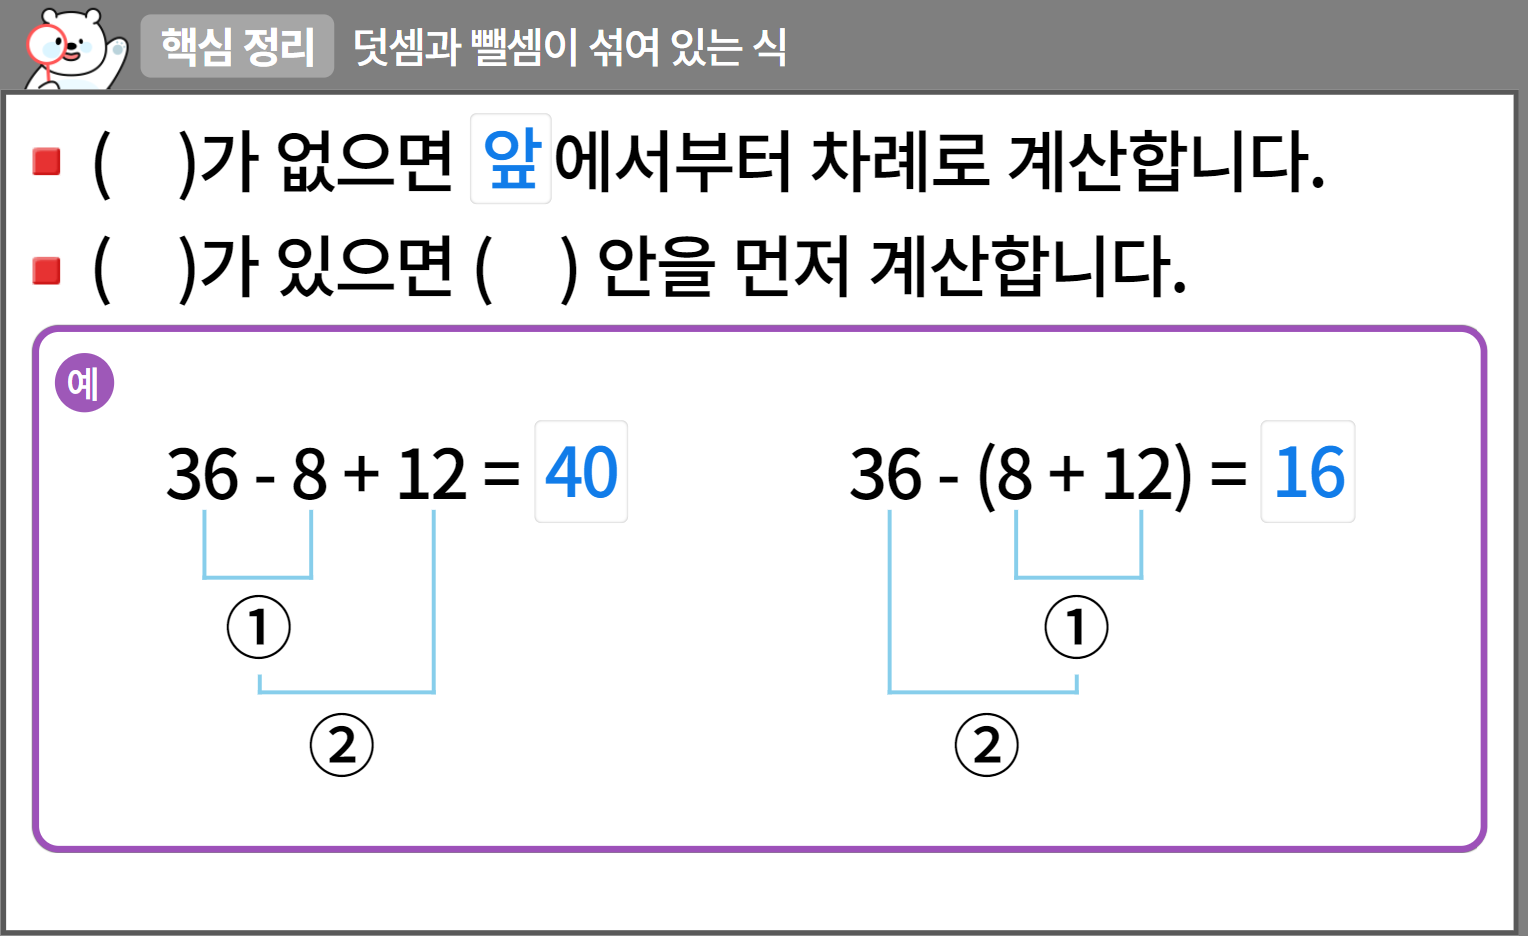 핵심 정리 덧셈과 뺄셈이 섞여 있는 식
( )가 없으면 앞에서부터 차례로 계산합니다.
( )가 있으면 ( ) 안을 먼저 계산합니다.
예
36 - 8 + 12 = 40
36 - (8 + 12) = 16
①
①
②
②